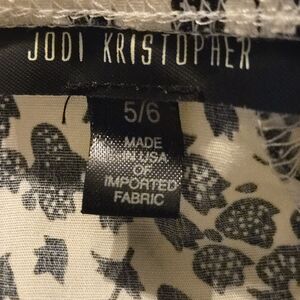 JODI KRISTOPHER
5/6
MADE
IN USA
OF
IMPORTED
FABRIC